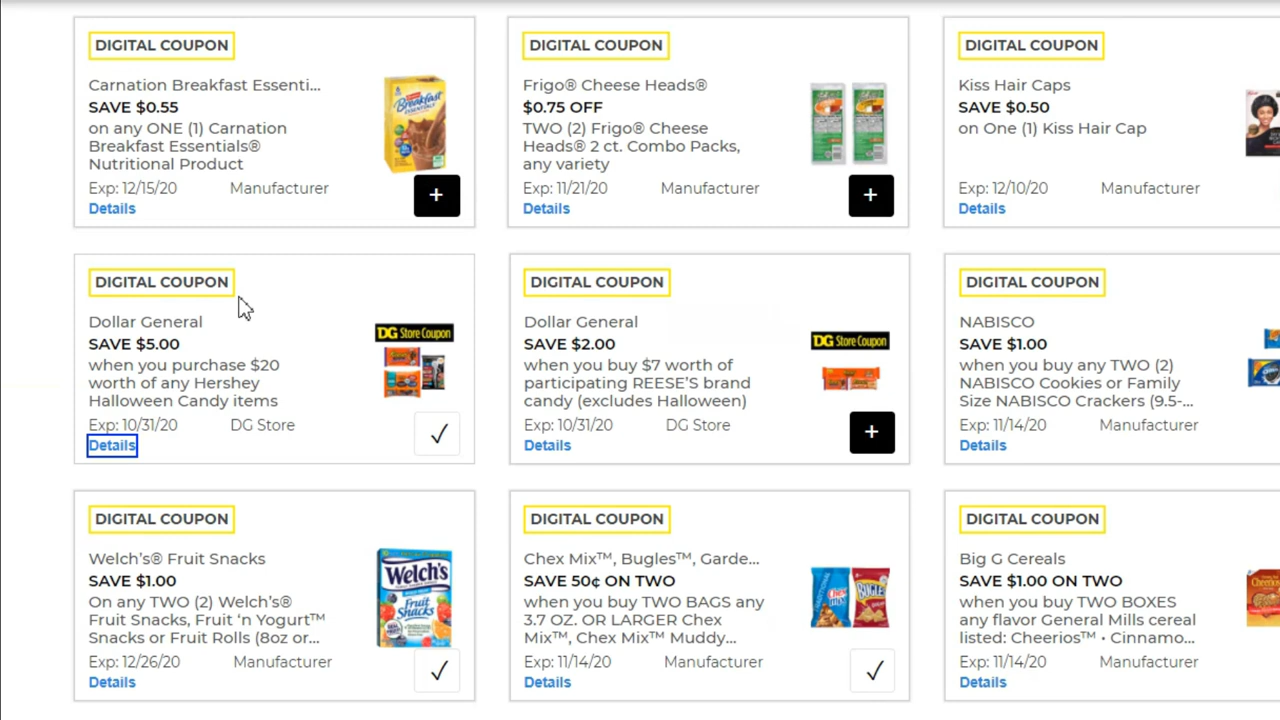 DIGITAL COUPON
Carnation Breakfast Essenti...
SAVE $0.55
on any ONE (1) Carnation
Breakfast Essentials®
Nutritional Product
Exp: 12/15/20 Manufacturer
Details
+
DIGITAL COUPON
Frigo® Cheese Heads®
$0.75 OFF
TWO (2) Frigo® Cheese
Heads® 2 ct. Combo Packs,
any variety
Exp: 11/21/20 Manufacturer
Details
+
DIGITAL COUPON
Kiss Hair Caps
SAVE $0.50
on One (1) Kiss Hair Cap
Exp: 12/10/20 Manufacturer
Details
DIGITAL COUPON
Dollar General
SAVE $5.00
when you purchase $20
worth of any Hershey
Halloween Candy items
Exp: 10/31/20 DG Store
Details
DG Store Coupon
DIGITAL COUPON
Dollar General
SAVE $2.00
when you buy $7 worth of
participating REESE'S brand
candy (excludes Halloween)
Exp: 10/31/20 DG Store
Details
DG Store Coupon
+
DIGITAL COUPON
NABISCO
SAVE $1.00
when you buy any TWO (2)
NABISCO Cookies or Family
Size NABISCO Crackers (9.5-...
Exp: 11/14/20 Manufacturer
Details
DIGITAL COUPON
Welch's® Fruit Snacks
SAVE $1.00
On any TWO (2) Welch's®
Fruit Snacks, Fruit 'n Yogurt™
Snacks or Fruit Rolls (8oz or...
Exp: 12/26/20 Manufacturer
Details
Welch's
Fruit
Snacks
DIGITAL COUPON
Chex Mix™, Bugles™, Garde...
SAVE 50¢ ON TWO
when you buy TWO BAGS any
3.7 OZ. OR LARGER Chex
Mix™, Chex Mix™ Muddy...
Exp: 11/14/20 Manufacturer
Details
DIGITAL COUPON
Big G Cereals
SAVE $1.00 ON TWO
when you buy TWO BOXES
any flavor General Mills cereal
listed: Cheerios™ • Cinnamo...
Exp: 11/14/20 Manufacturer
Details